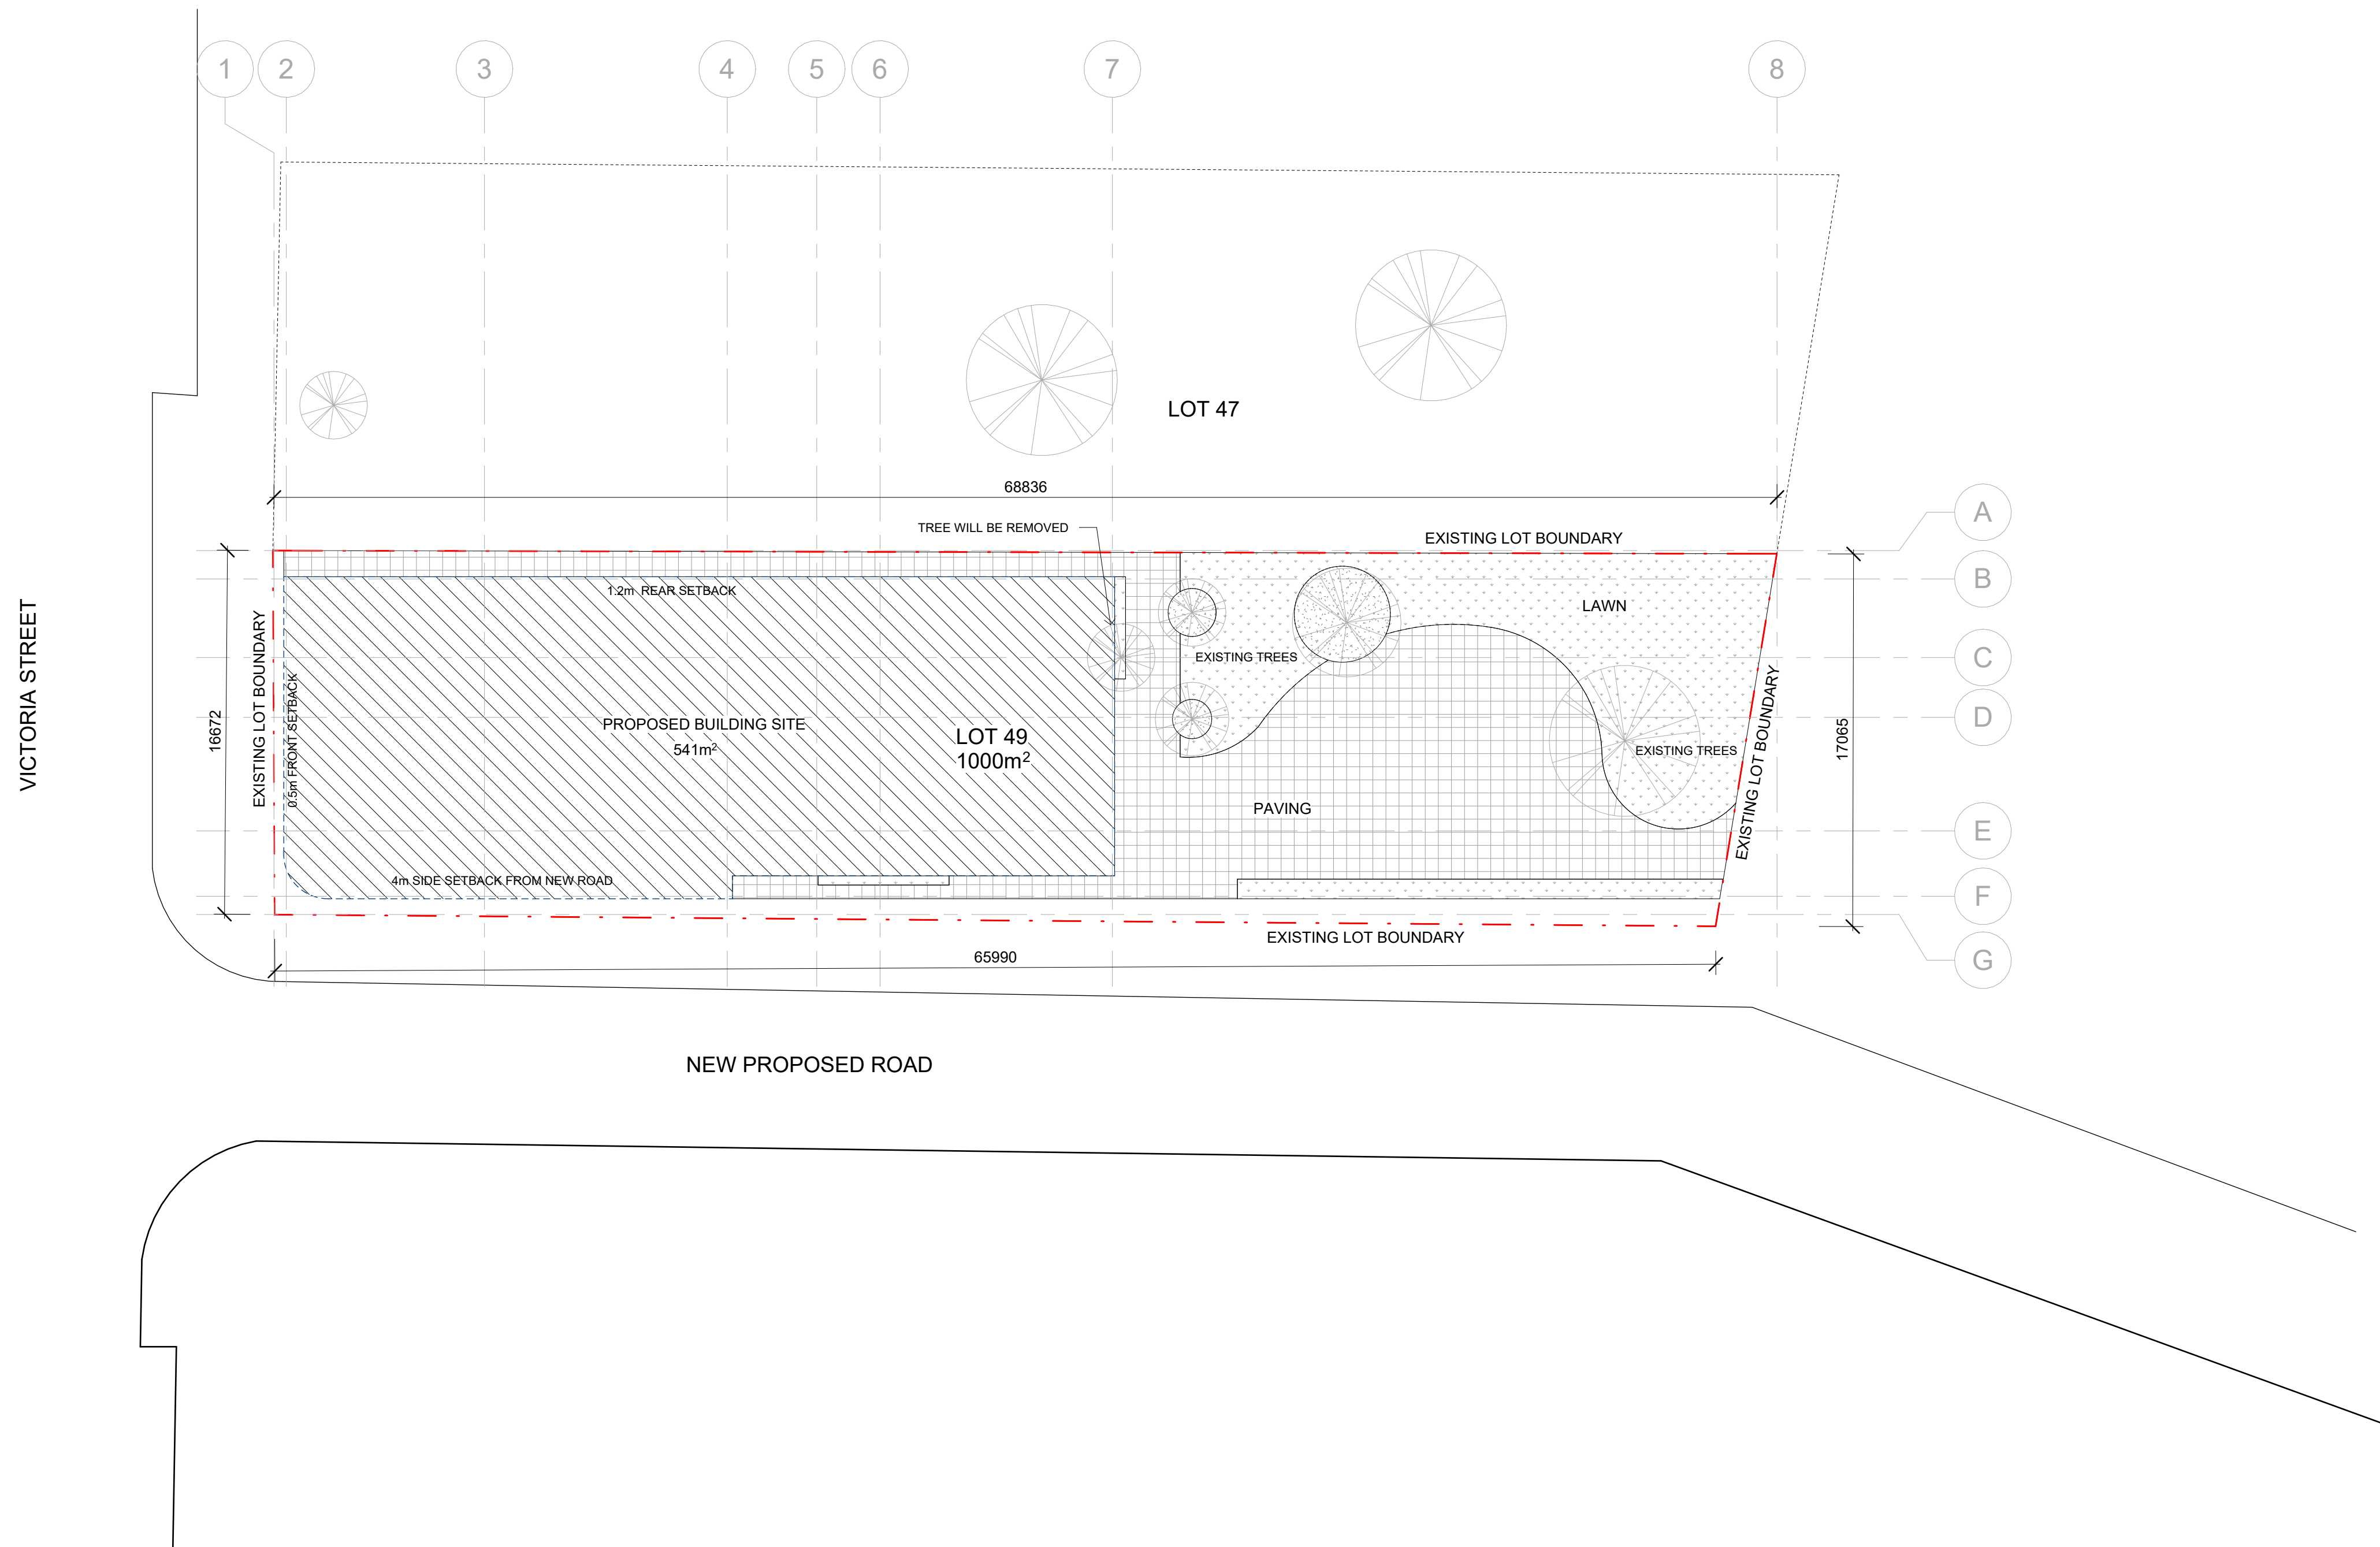 1 2 3 4 5 6 7 8
LOT 47
68836
TREE WILL BE REMOVED
EXISTING LOT BOUNDARY
A
B
C
D
E
F
G
1.2m REAR SETBACK
LAWN
EXISTING TREES
VICTORIA STREET
16672
EXISTING LOT BOUNDARY
0.5m FRONT SETBACK
PROPOSED BUILDING SITE
541m²
LOT 49
1000m²
EXISTING TREES
EXISTING LOT BOUNDARY
17065
PAVING
4m SIDE SETBACK FROM NEW ROAD
EXISTING LOT BOUNDARY
65990
NEW PROPOSED ROAD